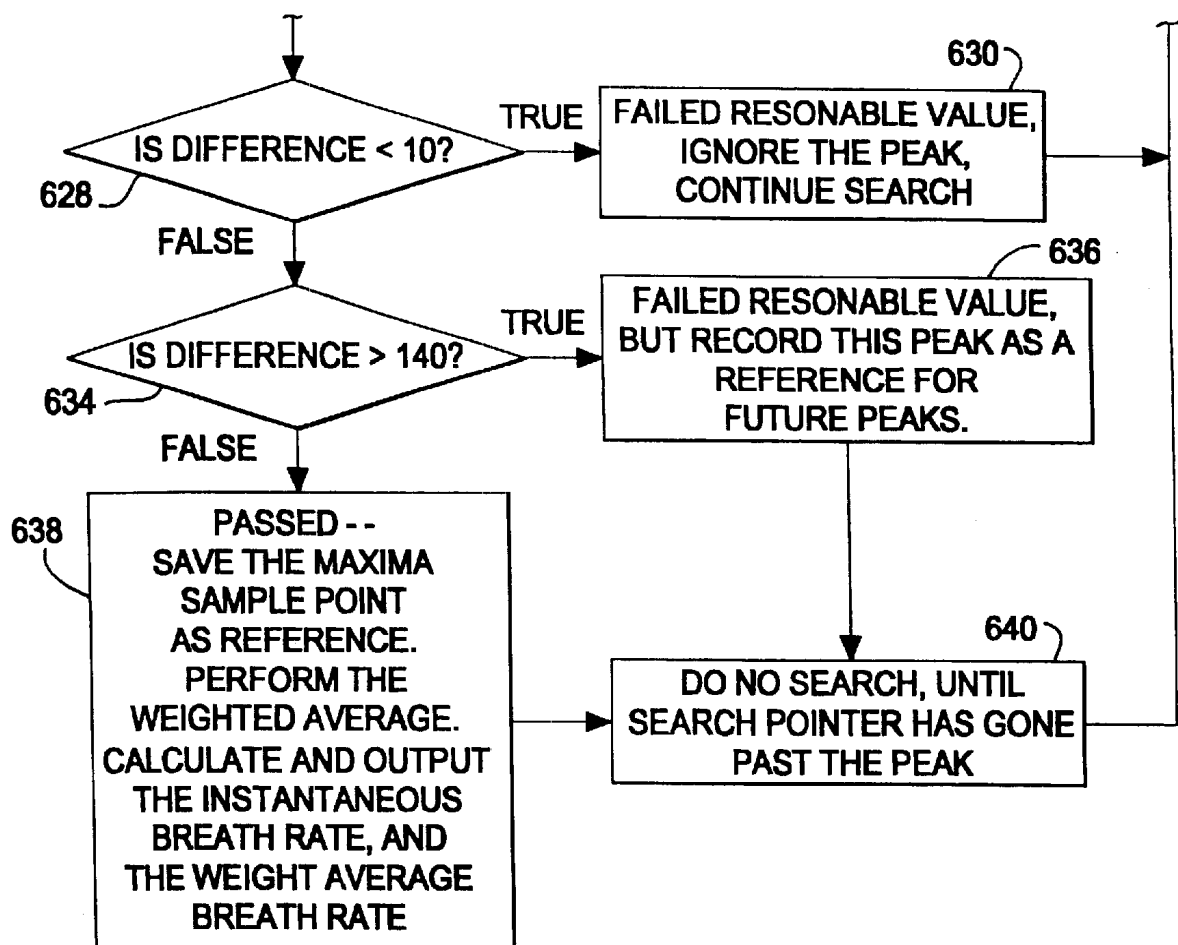 630
TRUE
FAILED RESONABLE VALUE,
IGNORE THE PEAK,
CONTINUE SEARCH
IS DIFFERENCE < 10?
628
FALSE
636
TRUE
FAILED RESONABLE VALUE,
BUT RECORD THIS PEAK AS A
REFERENCE FOR
FUTURE PEAKS.
IS DIFFERENCE > 140?
634
FALSE
638
PASSED - -
SAVE THE MAXIMA
SAMPLE POINT
AS REFERENCE.
PERFORM THE
WEIGHTED AVERAGE.
CALCULATE AND OUTPUT
THE INSTANTANEOUS
BREATH RATE, AND
THE WEIGHT AVERAGE
BREATH RATE
640
DO NO SEARCH, UNTIL
SEARCH POINTER HAS GONE
PAST THE PEAK